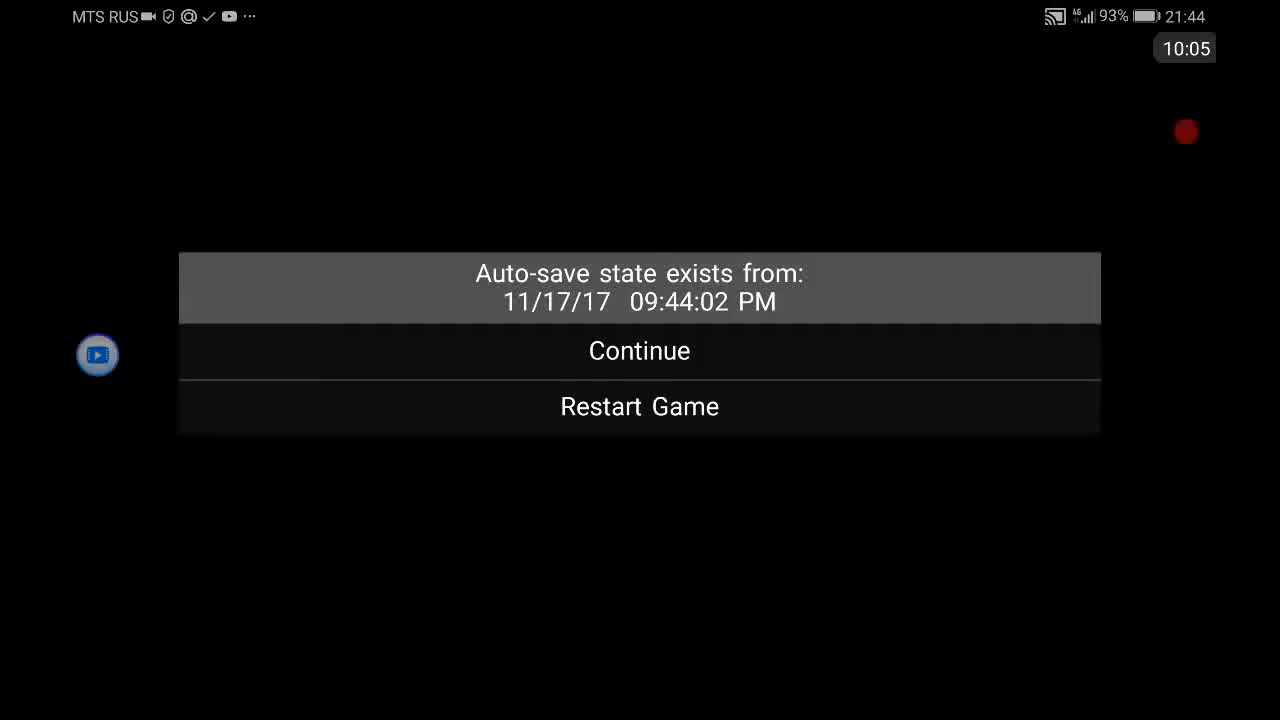 MTS RUS
4G 93% 21:44
10:05
Auto-save state exists from:
11/17/17 09:44:02 PM
Continue
Restart Game